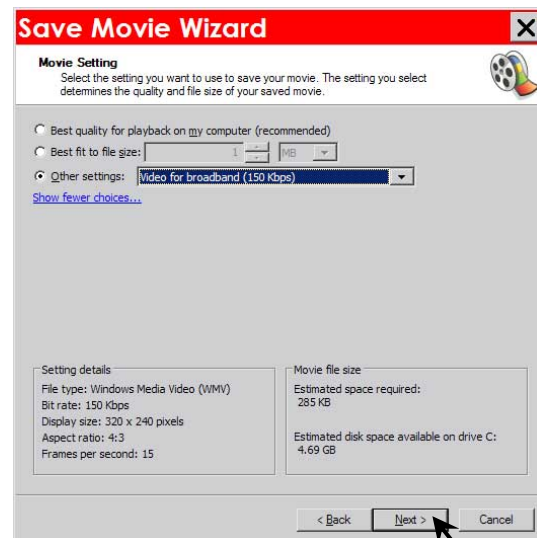 Save Movie Wizard
Movie Setting
Select the setting you want to use to save your movie. The setting you select
determines the quality and file size of your saved movie.
Best quality for playback on my computer (recommended)
Best fit to file size: 1 MB
Other settings: Video for broadband (150 Kbps)
Show fewer choices...
Setting details
File type: Windows Media Video (WMV)
Bit rate: 150 Kbps
Display size: 320 x 240 pixels
Aspect ratio: 4:3
Frames per second: 15
Movie file size
Estimated space required:
285 KB
Estimated disk space available on drive C:
4.69 GB
< Back Next > Cancel